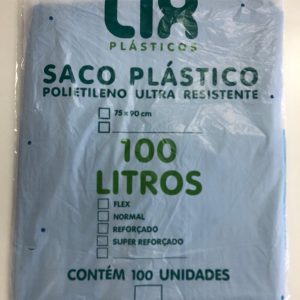 LIX
PLÁSTICOS
SACO PLÁSTICO
POLIETILENO ULTRA RESISTENTE
75 x 90 cm
100
LITROS
FLEX
NORMAL
REFORÇADO
SUPER REFORÇADO
CONTÉM 100 UNIDADES